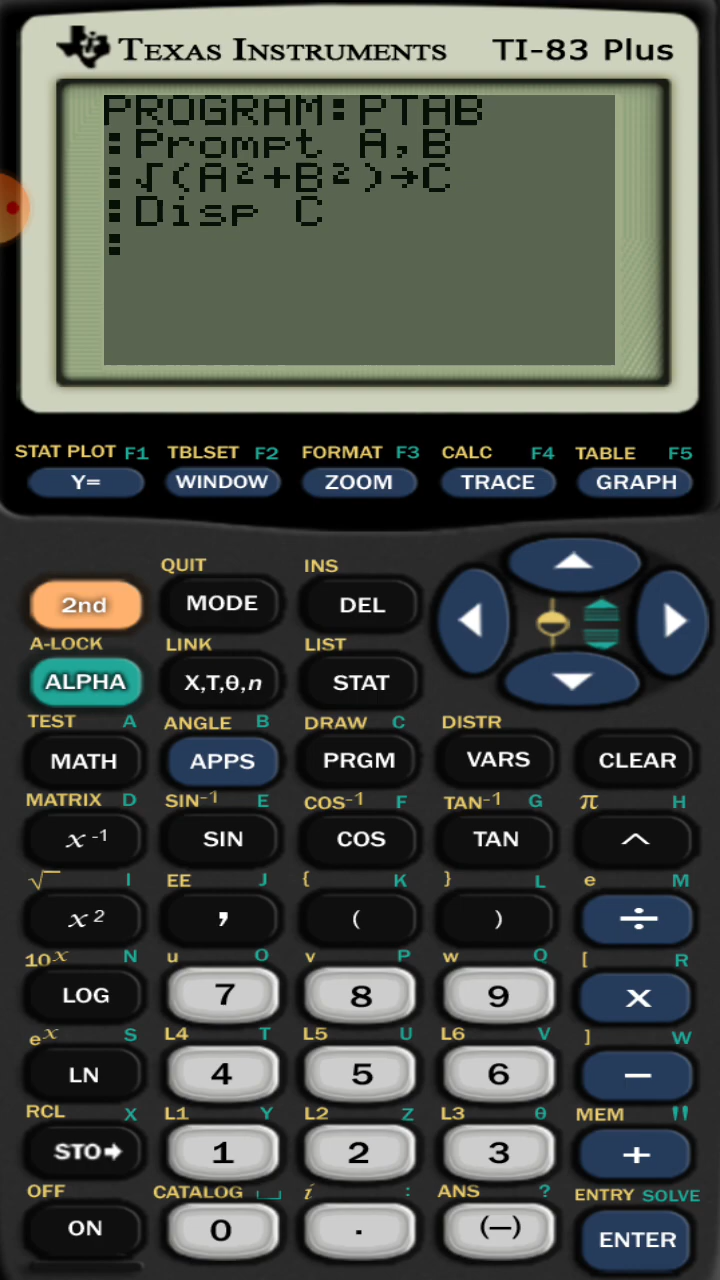 TEXAS INSTRUMENTS TI-83 Plus
PROGRAM:PTAB
:Prompt A,B
:√(A²+B²)→C
:Disp C
:
STAT PLOT F1 TBLSET F2 FORMAT F3 CALC F4 TABLE F5
Y= WINDOW ZOOM TRACE GRAPH
QUIT INS
2nd MODE DEL
A-LOCK LINK LIST
ALPHA X,T,θ,n STAT
TEST A ANGLE B DRAW C DISTR
MATH APPS PRGM VARS CLEAR
MATRIX D SIN⁻¹ E COS⁻¹ F TAN⁻¹ G π H
x⁻¹ SIN COS TAN ^
√ I EE J { K } L e M
x² , ( ) ÷
10ˣ N u O v P w Q [ R
LOG 7 8 9 X
eˣ S L4 T L5 U L6 V ] W
LN 4 5 6 −
RCL X L1 Y L2 Z L3 θ MEM "
STO→ 1 2 3 +
OFF CATALOG ⎵ i : ANS ? ENTRY SOLVE
ON 0 . (−) ENTER